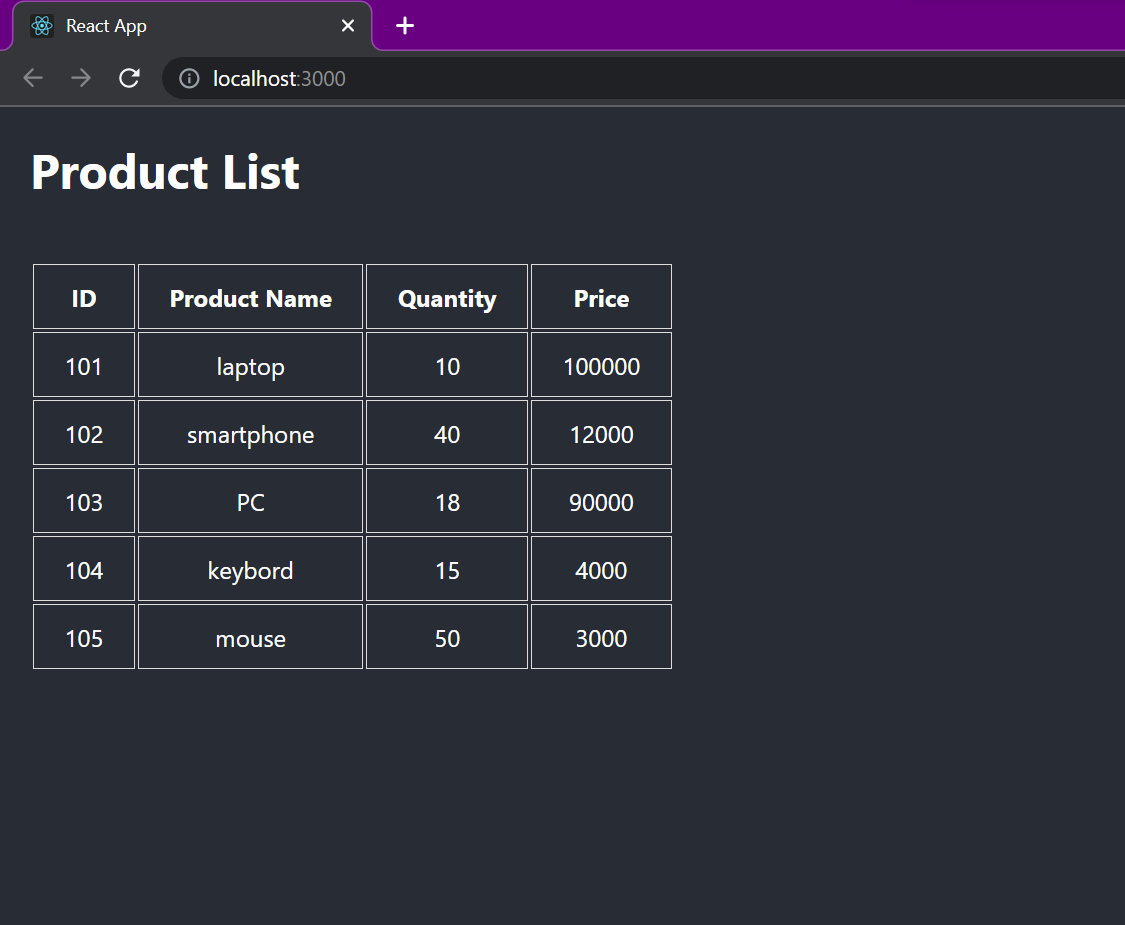 React App
localhost:3000
Product List
ID Product Name Quantity Price
101 laptop 10 100000
102 smartphone 40 12000
103 PC 18 90000
104 keybord 15 4000
105 mouse 50 3000